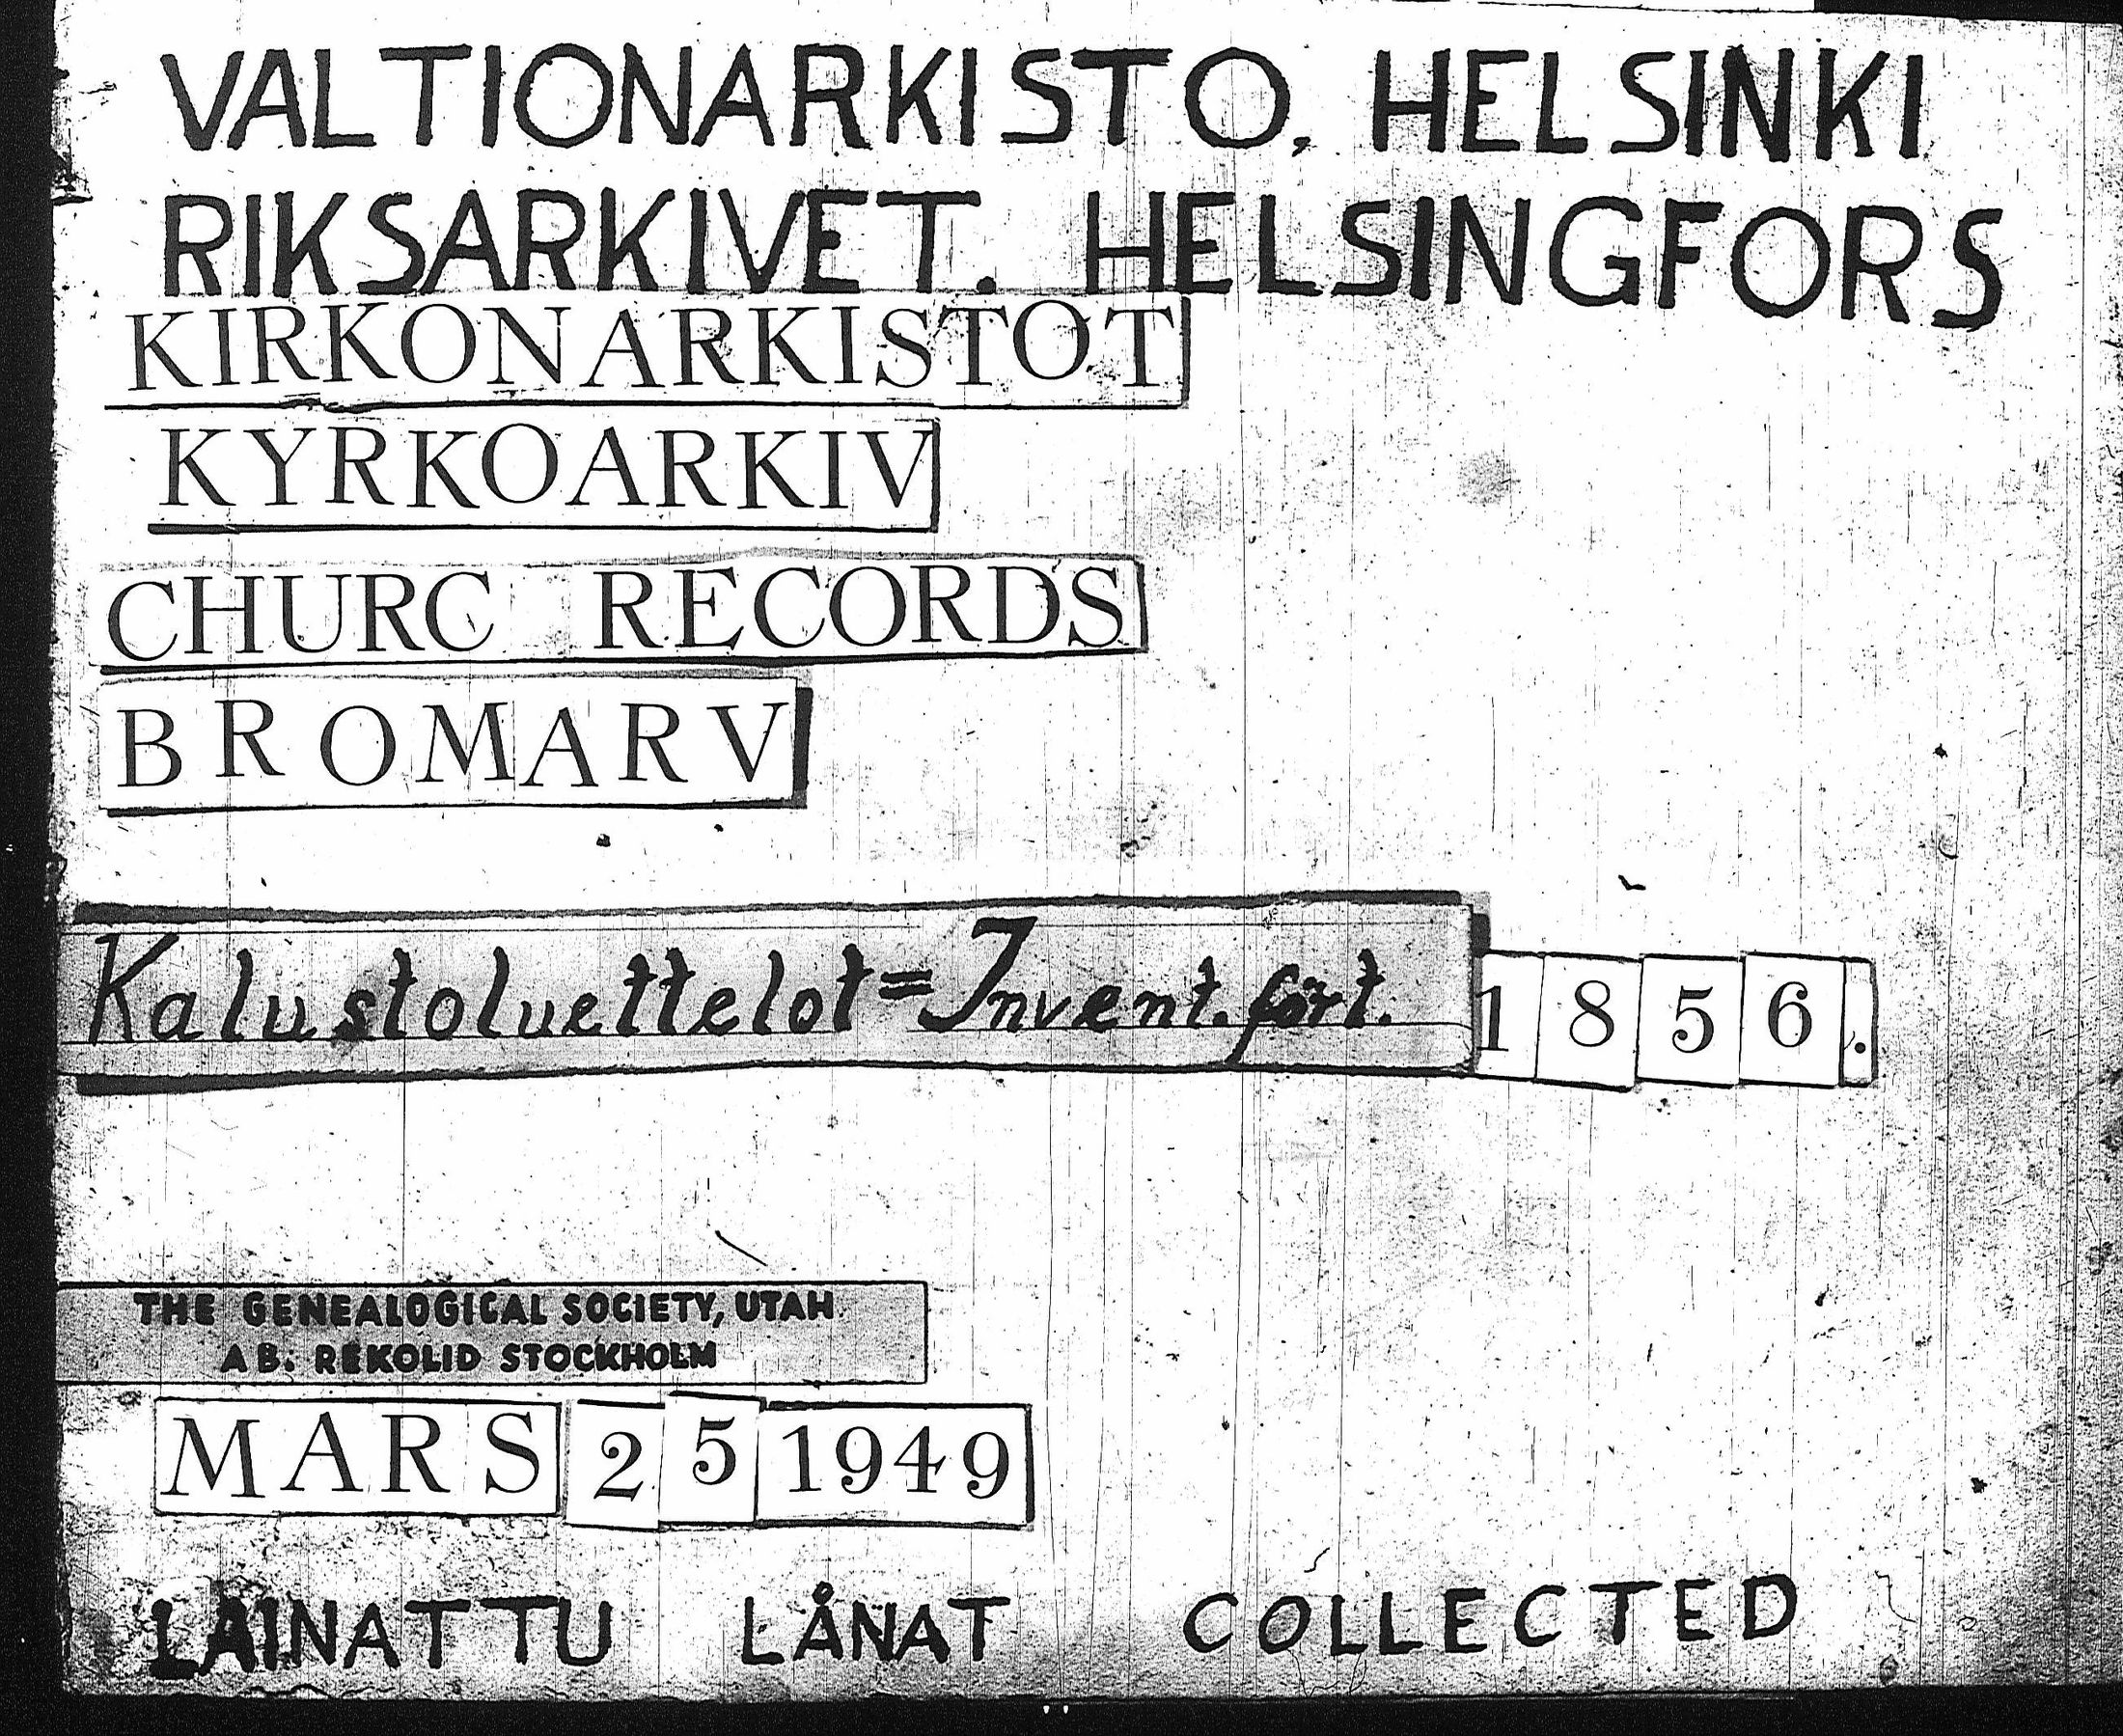 VALTIONARKISTO, HELSINKI
RIKSARKIVET. HELSINGFORS
KIRKONARKISTOT
KYRKOARKIV
CHURC RECORDS
BROMARV
Kalustoluettelot=Invent.fört. 1856.
THE GENEALOGICAL SOCIETY, UTAH
AB: REKOLID STOCKHOLM
MARS 25 1949
LAINATTU LÅNAT COLLECTED